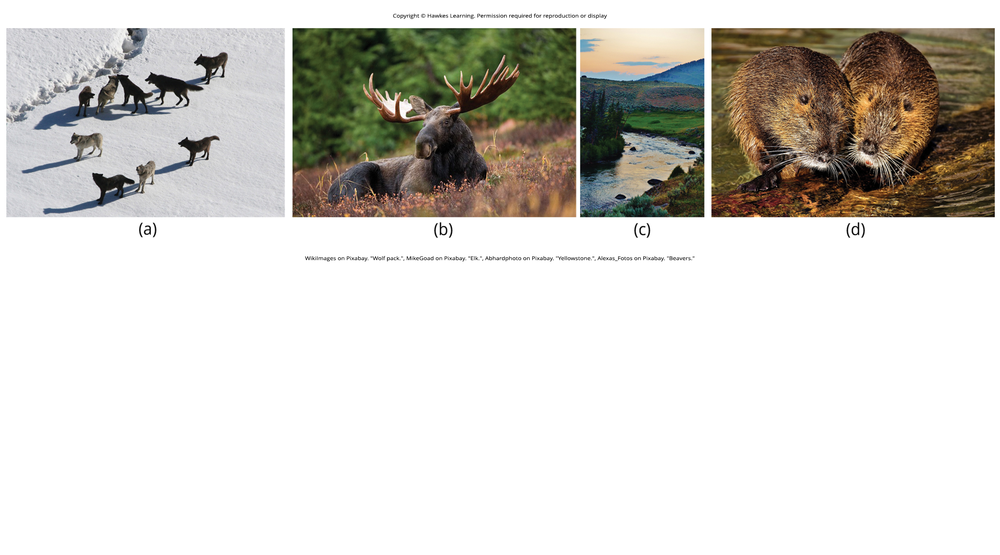 Copyright © Hawkes Learning. Permission required for reproduction or display
(a)
(b)
(c)
(d)
WikiImages on Pixabay. "Wolf pack.", MikeGoad on Pixabay. "Elk.", Abhardphoto on Pixabay. "Yellowstone.", Alexas_Fotos on Pixabay. "Beavers."